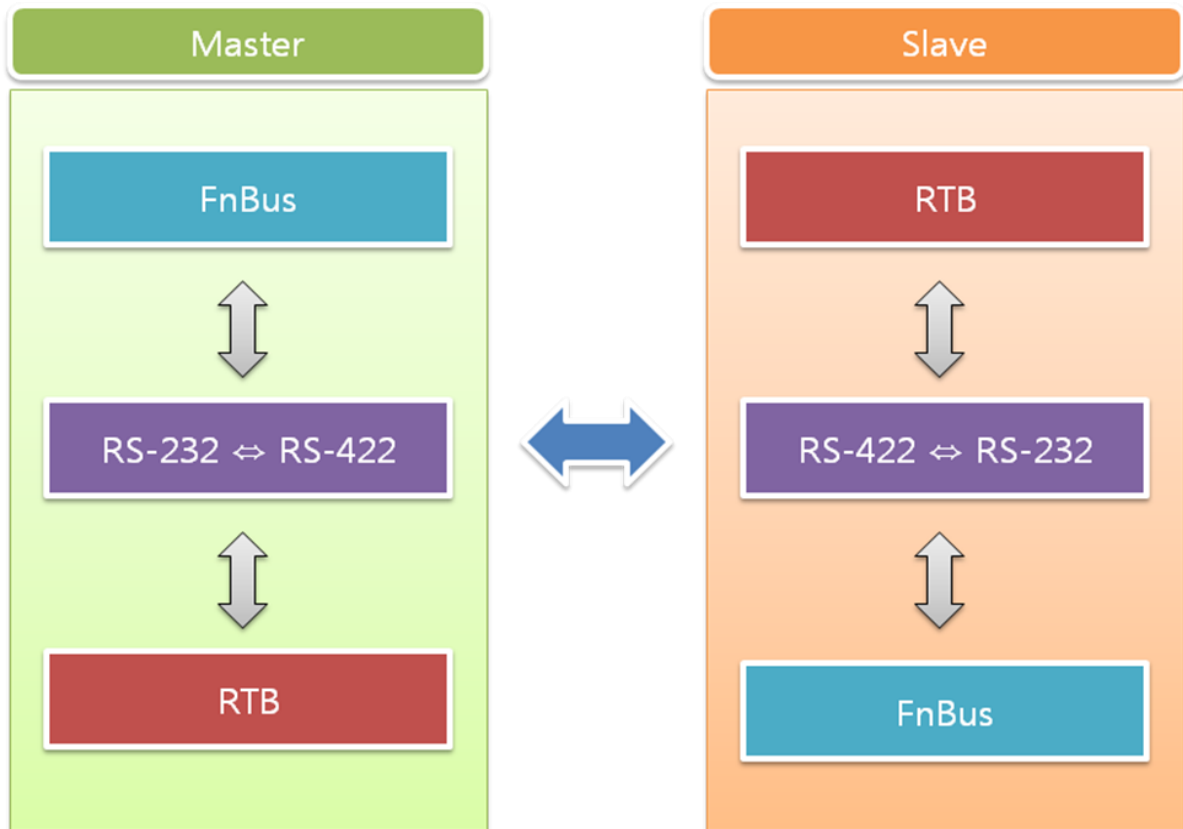 Master
FnBus
RS-232 ⇔ RS-422
RTB
Slave
RTB
RS-422 ⇔ RS-232
FnBus